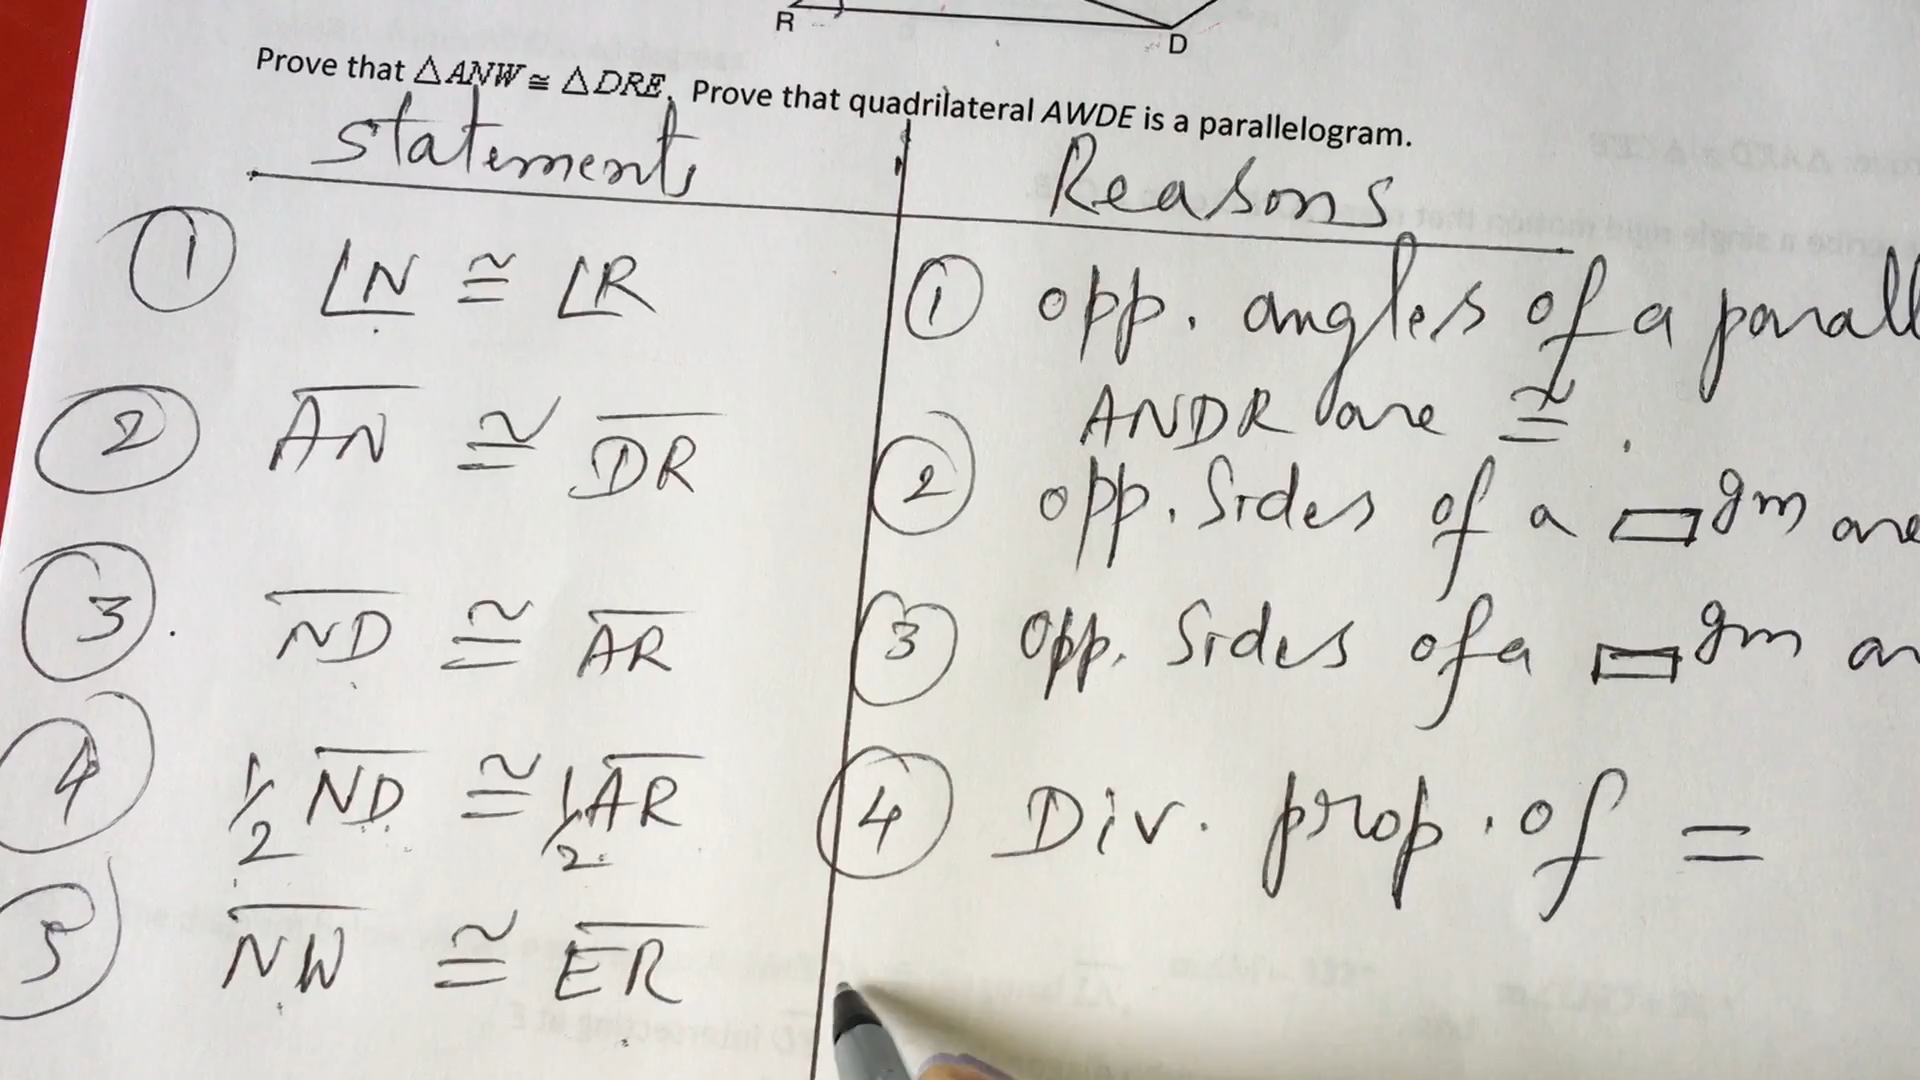 R
D
Prove that △ANW ≅ △DRE. Prove that quadrilateral AWDE is a parallelogram.
Statements
Reasons
① ∠N ≅ ∠R
① opp. angles of a parall
ANDR are ≅.
② AN ≅ DR
② opp. Sides of a ▱gm are
③. ND ≅ AR
③ opp. Sides of a ▱gm ar
④ 1/2 ND ≅ 1/2 AR
④ Div. prop. of =
⑤ NW ≅ ER